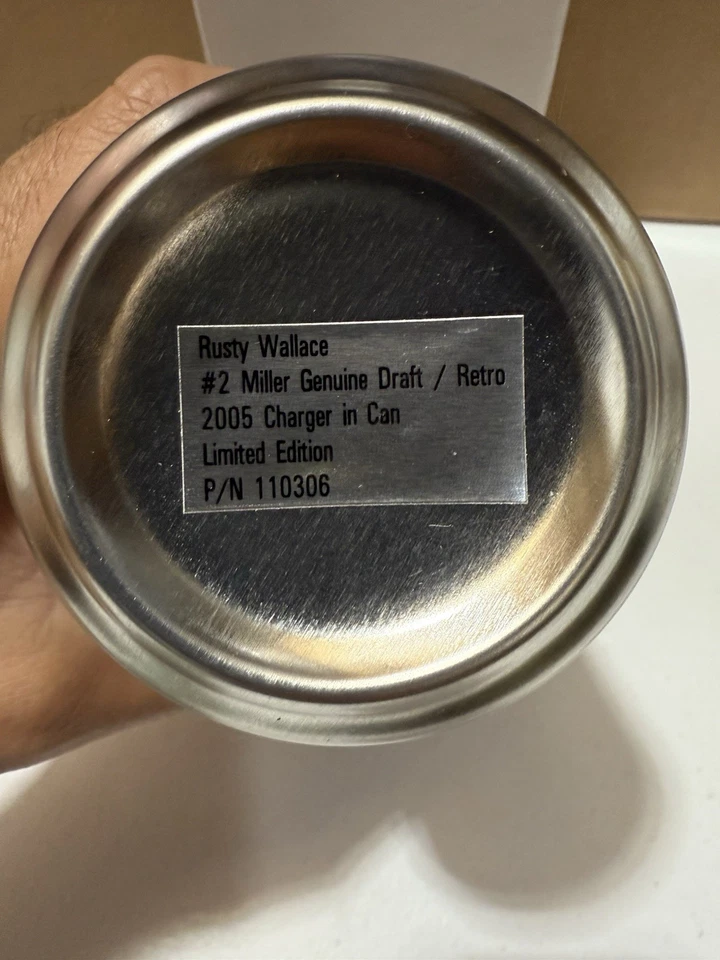 Rusty Wallace
#2 Miller Genuine Draft / Retro
2005 Charger in Can
Limited Edition
P/N 110306